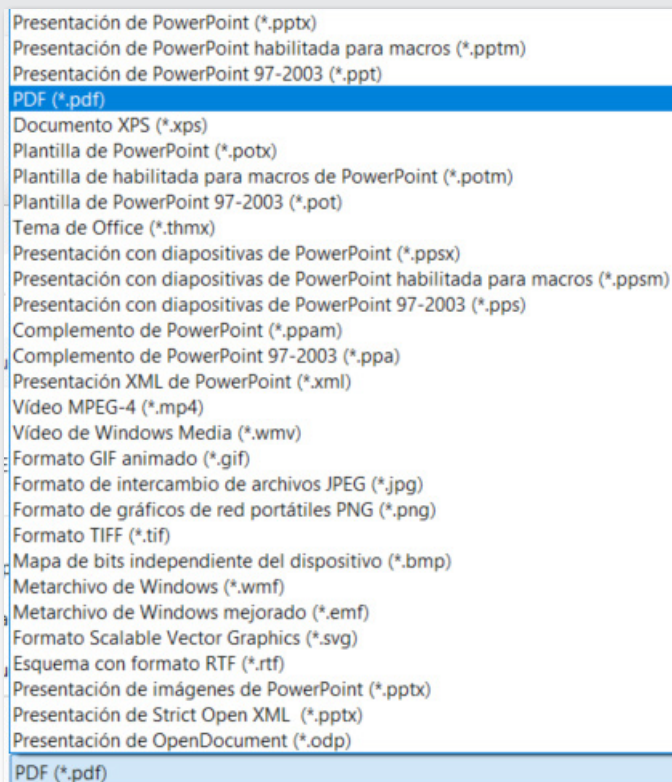 Presentación de PowerPoint (*.pptx)
Presentación de PowerPoint habilitada para macros (*.pptm)
Presentación de PowerPoint 97-2003 (*.ppt)
PDF (*.pdf)
Documento XPS (*.xps)
Plantilla de PowerPoint (*.potx)
Plantilla de habilitada para macros de PowerPoint (*.potm)
Plantilla de PowerPoint 97-2003 (*.pot)
Tema de Office (*.thmx)
Presentación con diapositivas de PowerPoint (*.ppsx)
Presentación con diapositivas de PowerPoint habilitada para macros (*.ppsm)
Presentación con diapositivas de PowerPoint 97-2003 (*.pps)
Complemento de PowerPoint (*.ppam)
Complemento de PowerPoint 97-2003 (*.ppa)
Presentación XML de PowerPoint (*.xml)
Vídeo MPEG-4 (*.mp4)
Vídeo de Windows Media (*.wmv)
Formato GIF animado (*.gif)
Formato de intercambio de archivos JPEG (*.jpg)
Formato de gráficos de red portátiles PNG (*.png)
Formato TIFF (*.tif)
Mapa de bits independiente del dispositivo (*.bmp)
Metarchivo de Windows (*.wmf)
Metarchivo de Windows mejorado (*.emf)
Formato Scalable Vector Graphics (*.svg)
Esquema con formato RTF (*.rtf)
Presentación de imágenes de PowerPoint (*.pptx)
Presentación de Strict Open XML (*.pptx)
Presentación de OpenDocument (*.odp)
PDF (*.pdf)